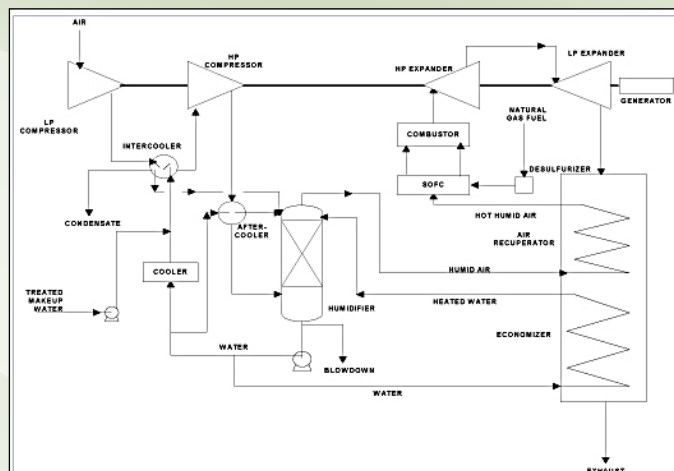 AIR
LP
COMPRESSOR
HP
COMPRESSOR
HP EXPANDER
LP EXPANDER
GENERATOR
INTERCOOLER
COMBUSTOR
NATURAL
GAS FUEL
DESULFURIZER
SOFC
CONDENSATE
AFTER-
COOLER
HOT HUMID AIR
AIR
RECUPERATOR
COOLER
HUMID AIR
TREATED
MAKEUP
WATER
HUMIDIFIER
HEATED WATER
ECONOMIZER
WATER
BLOWDOWN
WATER
EXHAUST